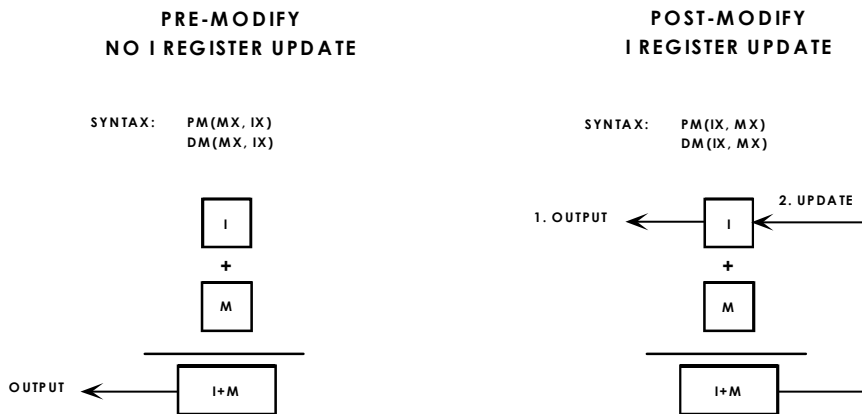 PRE-MODIFY
NO I REGISTER UPDATE
SYNTAX: PM(MX, IX)
DM(MX, IX)
I
+
M
OUTPUT
I+M
POST-MODIFY
I REGISTER UPDATE
SYNTAX: PM(IX, MX)
DM(IX, MX)
1. OUTPUT
I
2. UPDATE
+
M
I+M